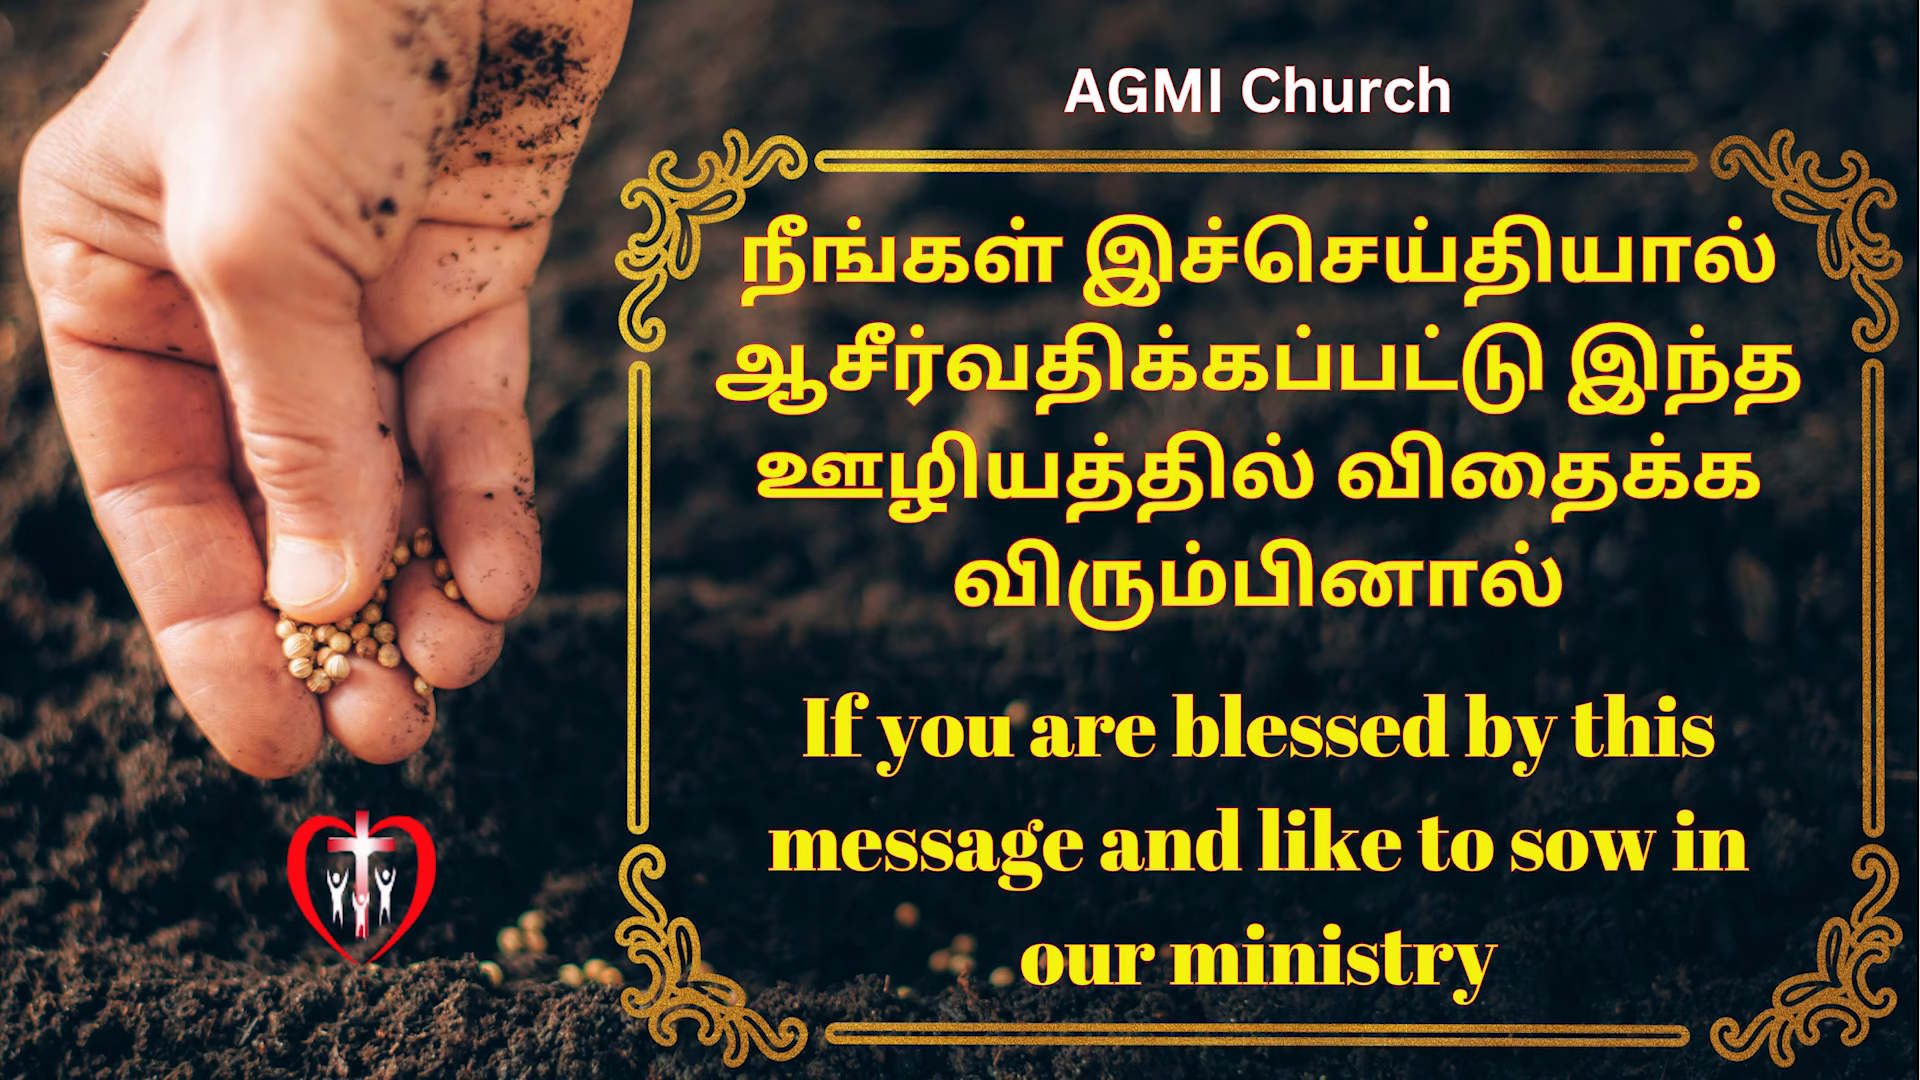 AGMI Church
நீங்கள் இச்செய்தியால்
ஆசீர்வதிக்கப்பட்டு இந்த
ஊழியத்தில் விதைக்க
விரும்பினால்
If you are blessed by this
message and like to sow in
our ministry